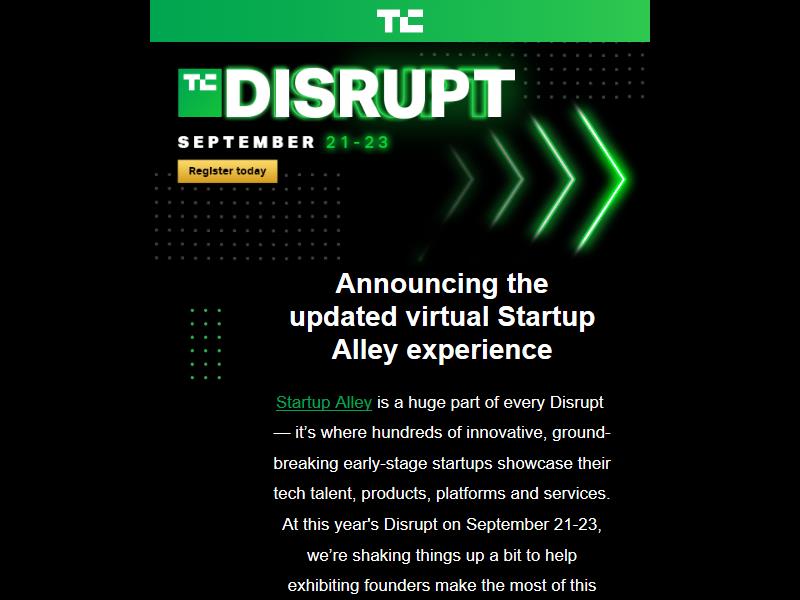 TC
TC DISRUPT
SEPTEMBER 21-23
Register today
Announcing the
updated virtual Startup
Alley experience
Startup Alley is a huge part of every Disrupt
— it’s where hundreds of innovative, ground-
breaking early-stage startups showcase their
tech talent, products, platforms and services.
At this year's Disrupt on September 21-23,
we’re shaking things up a bit to help
exhibiting founders make the most of this